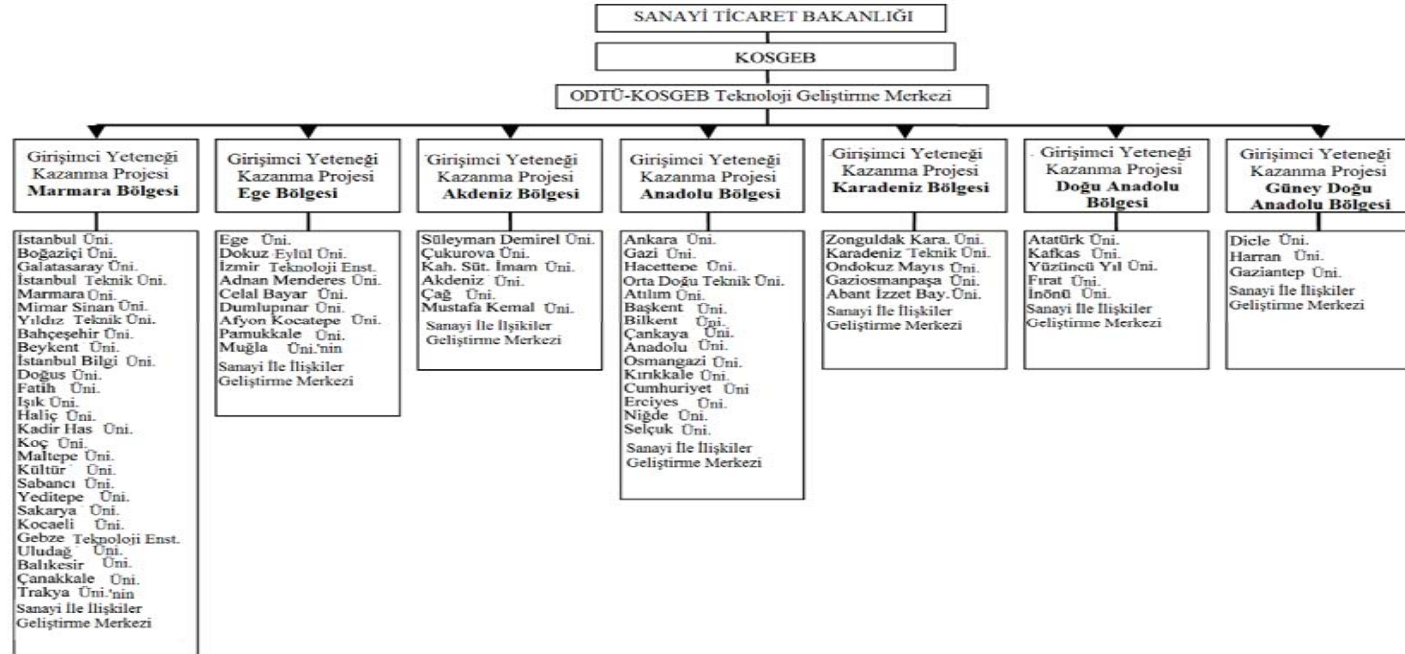 SANAYİ TİCARET BAKANLIĞI
KOSGEB
ODTÜ-KOSGEB Teknoloji Geliştirme Merkezi
Girişimci Yeteneği
Kazanma Projesi
Marmara Bölgesi
İstanbul Üni.
Boğaziçi Üni.
Galatasaray Üni.
İstanbul Teknik Üni.
Marmara Üni.
Mimar Sinan Üni.
Yıldız Teknik Üni.
Bahçeşehir Üni.
Beykent Üni.
İstanbul Bilgi Üni.
Doğus Üni.
Fatih Üni.
Işık Üni.
Haliç Üni.
Kadir Has Üni.
Koç Üni.
Maltepe Üni.
Kültür Üni.
Sabancı Üni.
Yeditepe Üni.
Sakarya Üni.
Kocaeli Üni.
Gebze Teknoloji Enst.
Uludağ Üni.
Balıkesir Üni.
Çanakkale Üni.
Trakya Üni.'nin
Sanayi İle İlişkiler
Geliştirme Merkezi
Girişimci Yeteneği
Kazanma Projesi
Ege Bölgesi
Ege Üni.
Dokuz Eylül Üni.
İzmir Teknoloji Enst.
Adnan Menderes Üni.
Celal Bayar Üni.
Dumlupınar Üni.
Afyon Kocatepe Üni.
Pamukkale Üni.
Muğla Üni.'nin
Sanayi İle İlişkiler
Geliştirme Merkezi
Girişimci Yeteneği
Kazanma Projesi
Akdeniz Bölgesi
Süleyman Demirel Üni.
Çukurova Üni.
Kah. Süt. İmam Üni.
Akdeniz Üni.
Çağ Üni.
Mustafa Kemal Üni.
Sanayi İle İlşikiler
Geliştirme Merkezi
Girişimci Yeteneği
Kazanma Projesi
Anadolu Bölgesi
Ankara Üni.
Gazi Üni.
Hacettepe Üni.
Orta Doğu Teknik Üni.
Atılım Üni.
Başkent Üni.
Bilkent Üni.
Çankaya Üni.
Anadolu Üni.
Osmangazi Üni.
Kırıkkale Üni.
Cumhuriyet Üni
Erciyes Üni.
Niğde Üni.
Selçuk Üni.
Sanayi İle İlişkiler
Geliştirme Merkezi
Girişimci Yeteneği
Kazanma Projesi
Karadeniz Bölgesi
Zonguldak Kara. Üni.
Karadeniz Teknik Üni.
Ondokuz Mayıs Üni.
Gaziosmanpaşa Üni.
Abant İzzet Bay. Üni.
Sanayi İle İlişkiler
Geliştirme Merkezi
Girişimci Yeteneği
Kazanma Projesi
Doğu Anadolu
Bölgesi
Atatürk Üni.
Kafkas Üni.
Yüzüncü Yıl Üni.
Fırat Üni.
İnönü Üni.
Sanayi İle İlişkiler
Geliştirme Merkezi
Girişimci Yeteneği
Kazanma Projesi
Güney Doğu
Anadolu Bölgesi
Dicle Üni.
Harran Üni.
Gaziantep Üni.
Sanayi İle İlişkiler
Geliştirme Merkezi